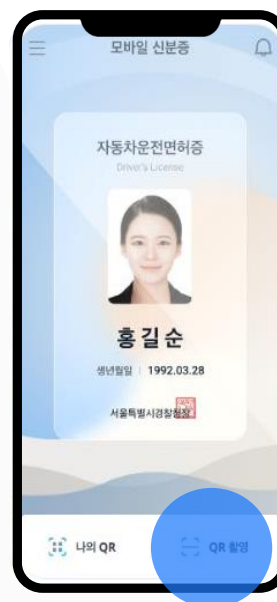 모바일 신분증
자동차운전면허증
Driver's License
홍길순
생년월일 | 1992.03.28
서울특별시경찰청장
나의 QR
QR 촬영